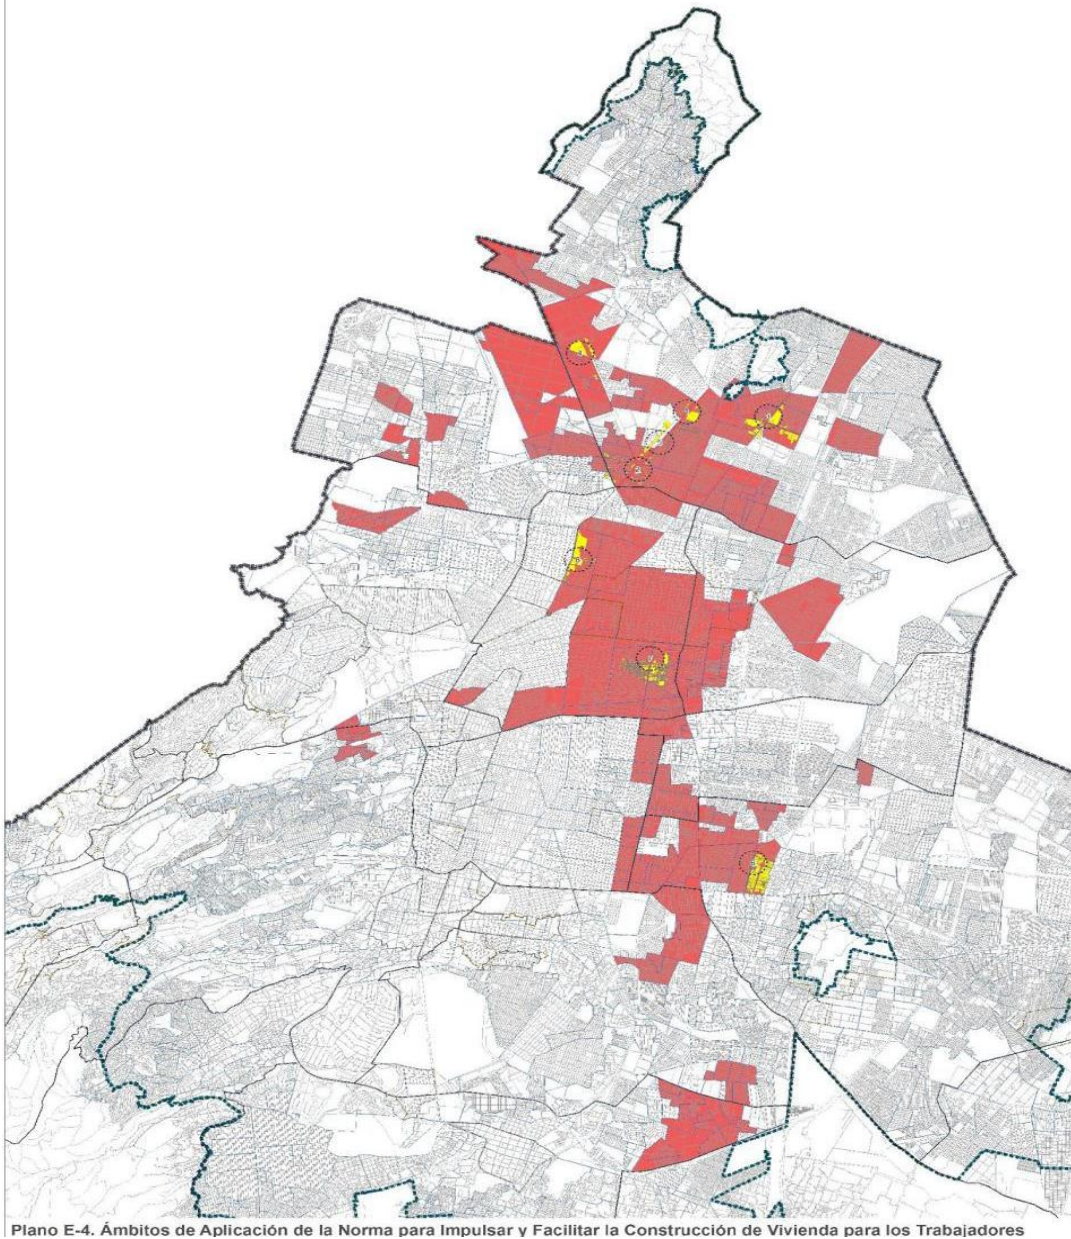 Plano E-4. Ámbitos de Aplicación de la Norma para Impulsar y Facilitar la Construcción de Vivienda para los Trabajadores